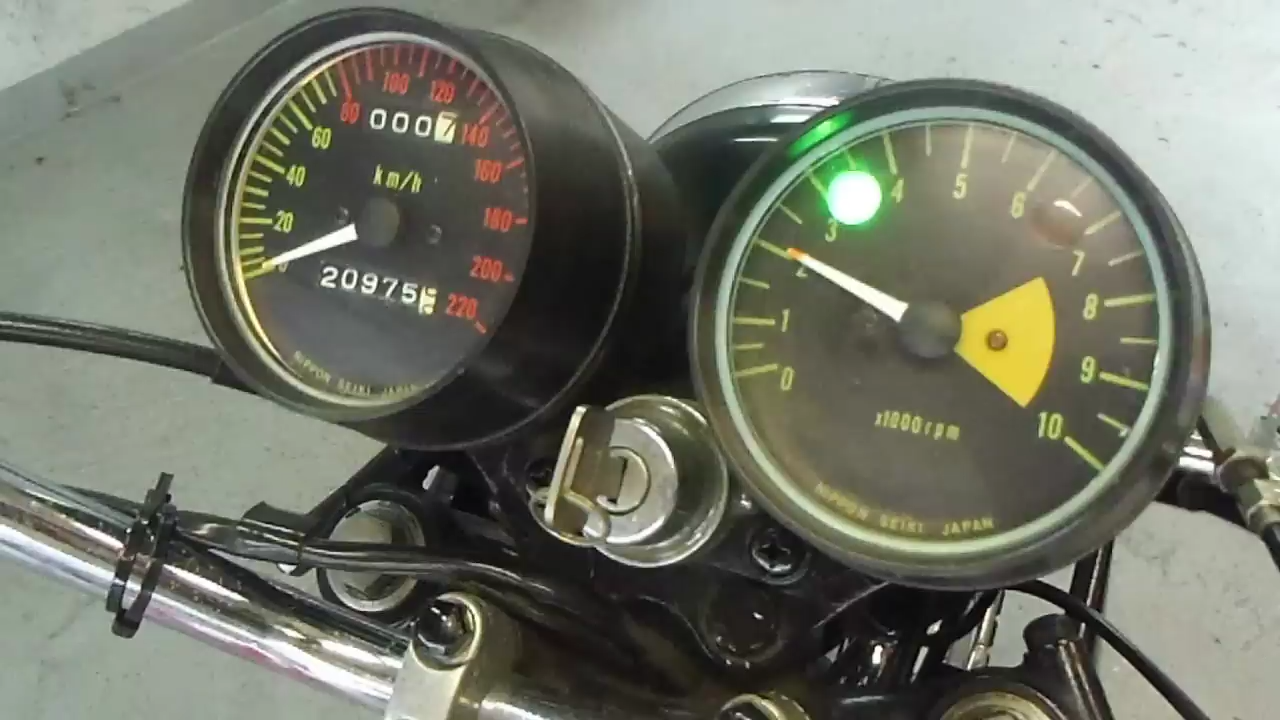 0 20 40 60 80 100 120 140 160 180 200 220
0007
km/h
20975
NIPPON SEIKI JAPAN
0 1 2 3 4 5 6 7 8 9 10
x1000rpm
NIPPON SEIKI JAPAN